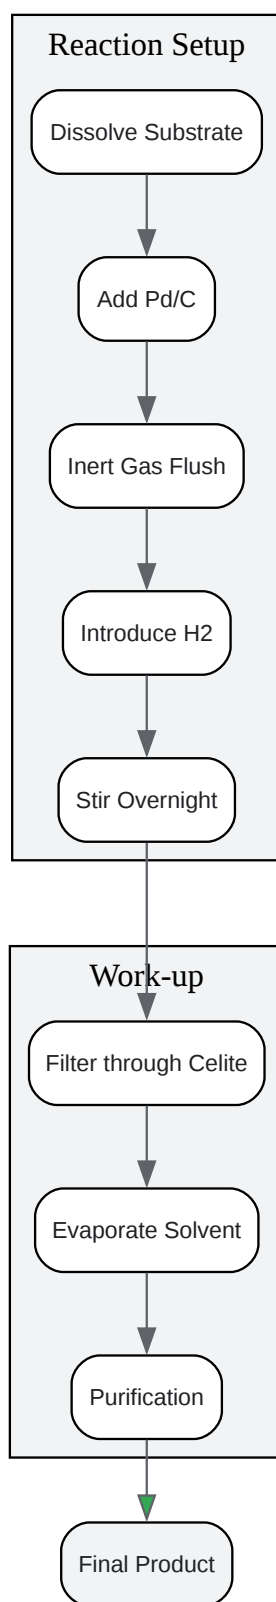 Reaction Setup
Dissolve Substrate
Add Pd/C
Inert Gas Flush
Introduce H2
Stir Overnight
Work-up
Filter through Celite
Evaporate Solvent
Purification
Final Product